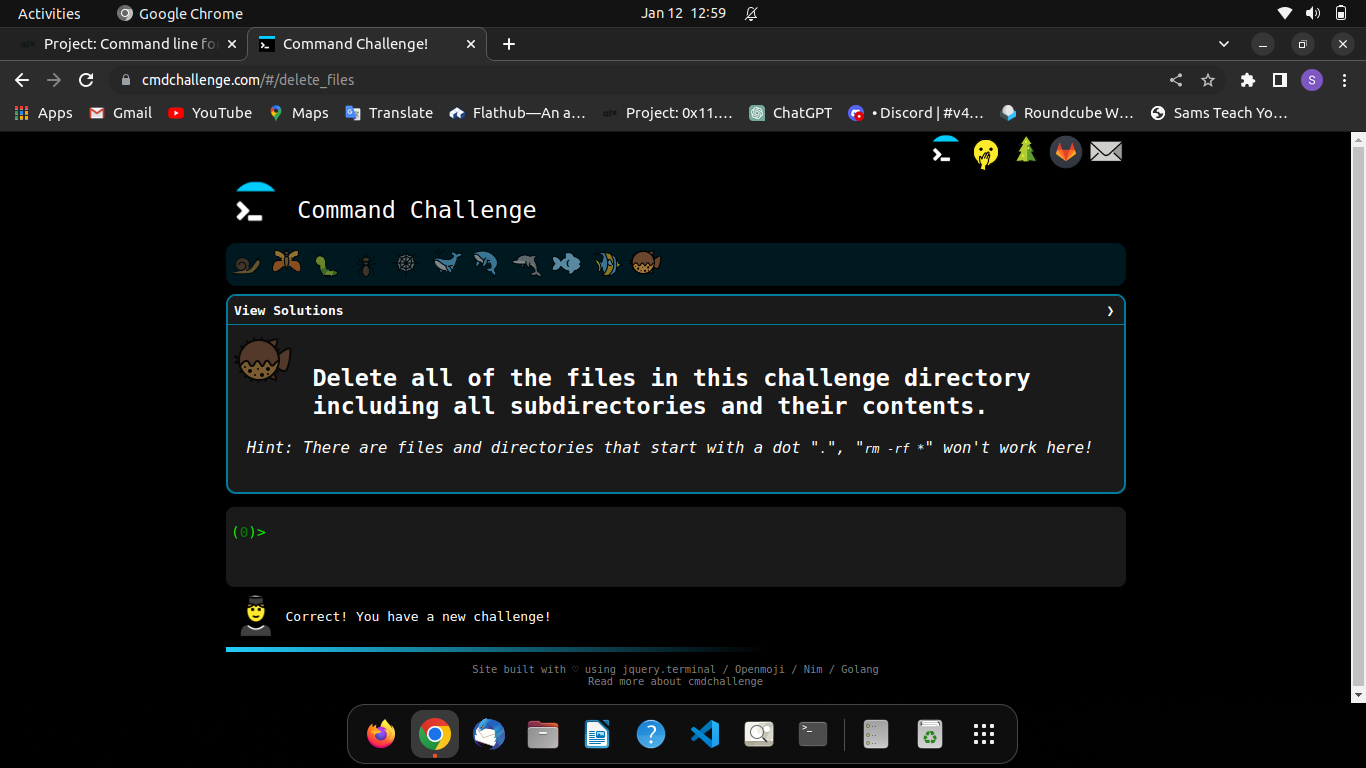 Activities
Google Chrome
Jan 12 12:59
Project: Command line fo
Command Challenge!
cmdchallenge.com/#/delete_files
S
Apps
Gmail
YouTube
Maps
Translate
Flathub—An a…
Project: 0x11.…
ChatGPT
• Discord | #v4…
Roundcube W…
Sams Teach Yo…
Command Challenge
View Solutions
Delete all of the files in this challenge directory
including all subdirectories and their contents.
Hint: There are files and directories that start with a dot ".", "rm -rf *" won't work here!
(0)>
Correct! You have a new challenge!
Site built with ♡ using jquery.terminal / Openmoji / Nim / Golang
Read more about cmdchallenge